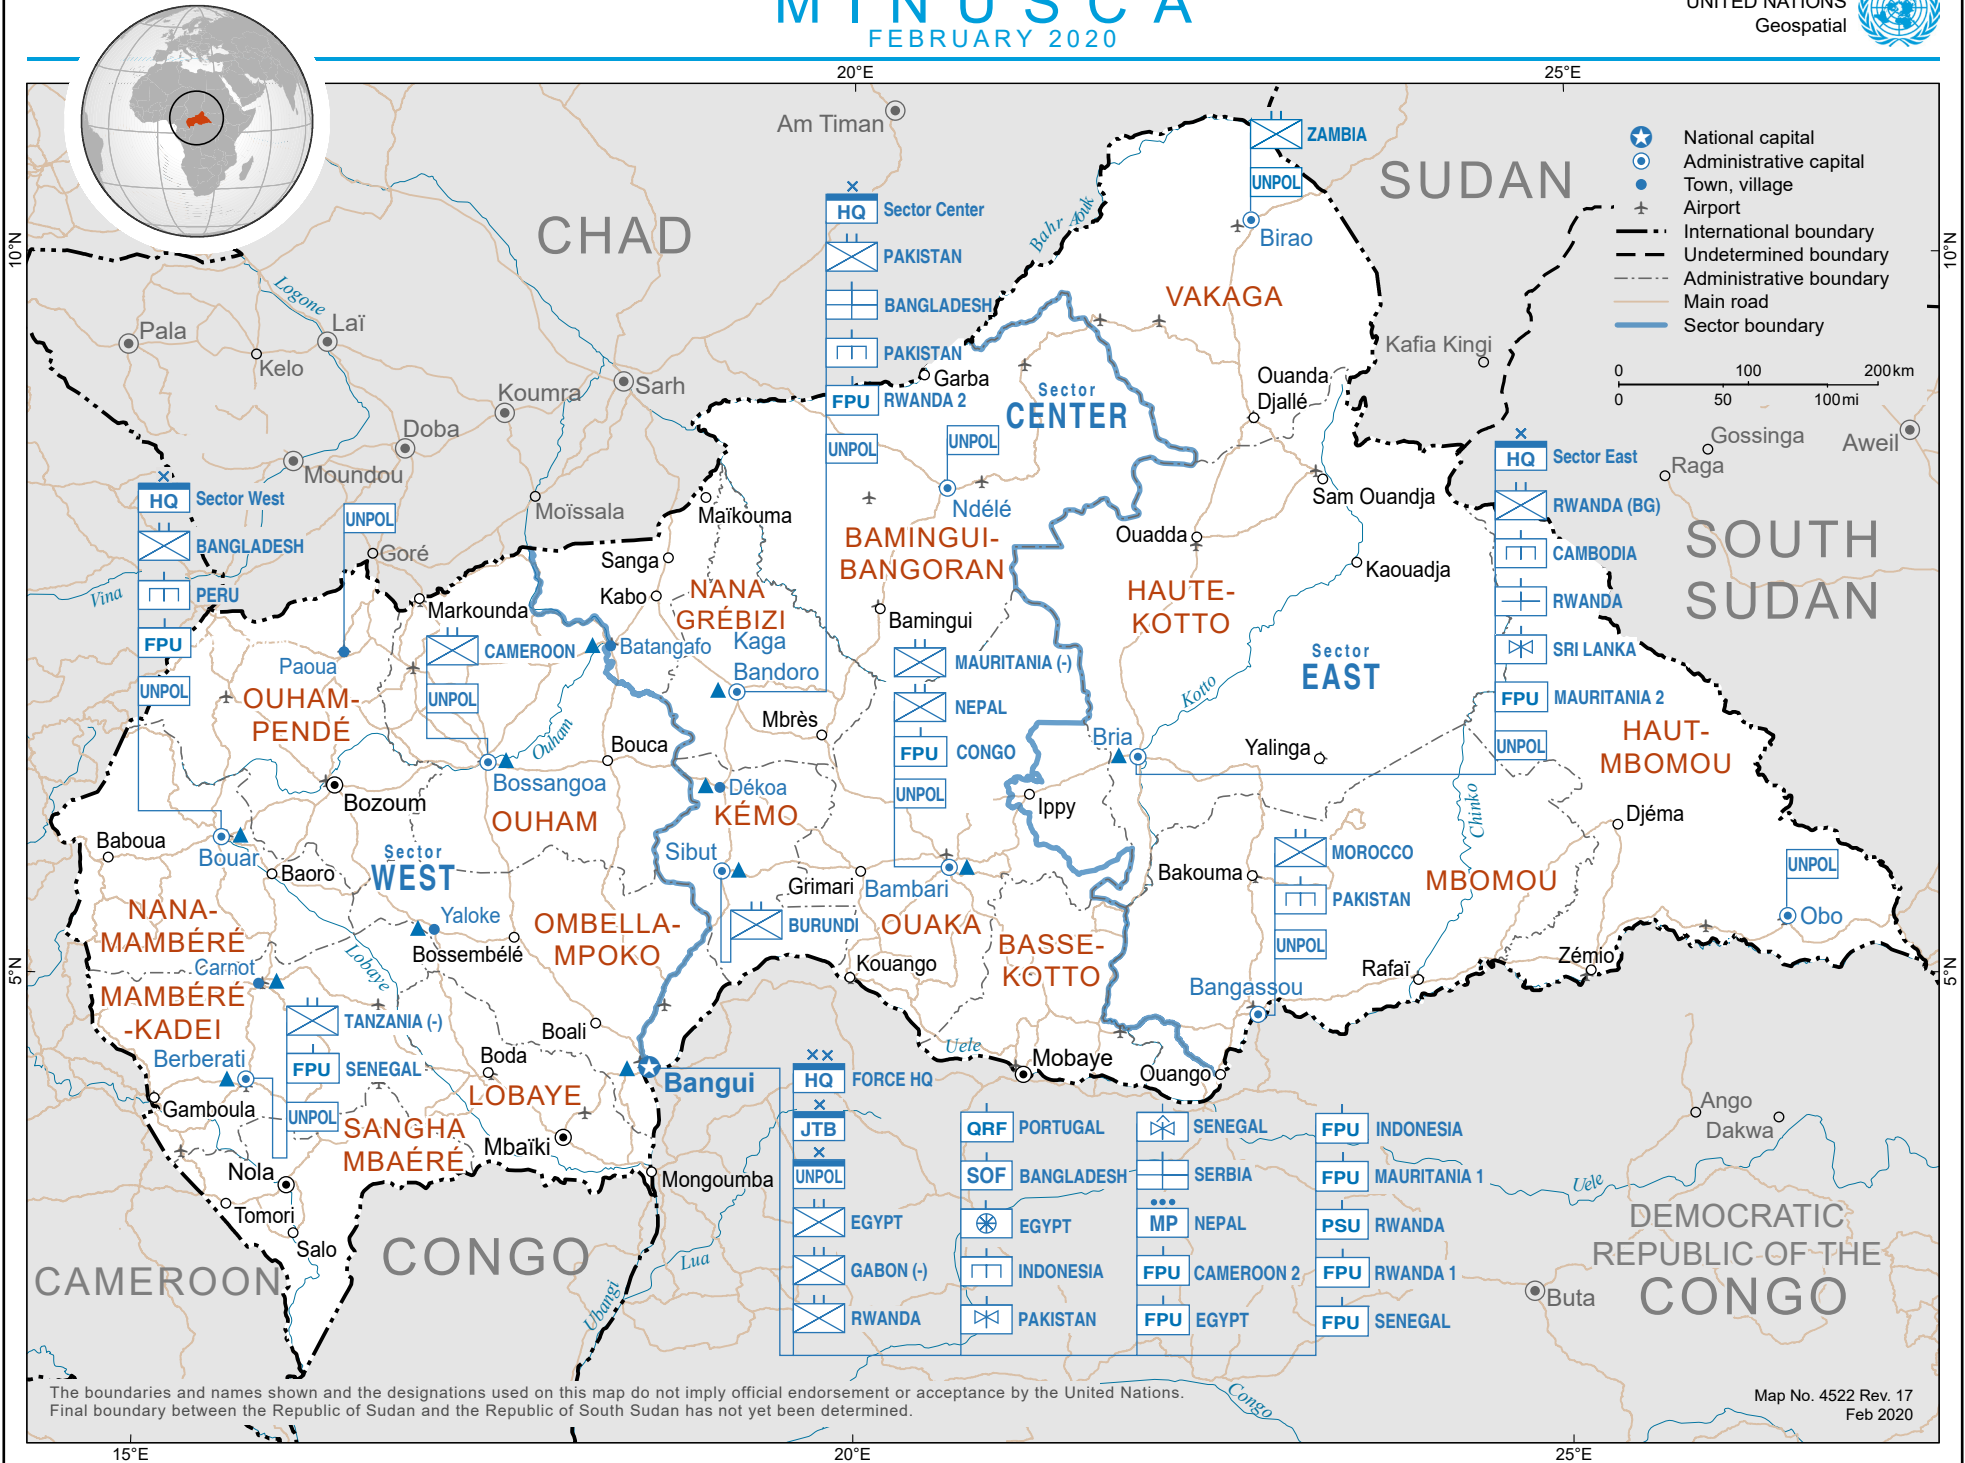 MINUSCA
FEBRUARY 2020
UNITED NATIONS
Geospatial
20°E
25°E
10°N
10°N
5°N
5°N
15°E
20°E
25°E
National capital
Administrative capital
Town, village
Airport
International boundary
Undetermined boundary
Administrative boundary
Main road
Sector boundary
0 100 200 km
0 50 100 mi
CHAD
SUDAN
SOUTH
SUDAN
CAMEROON
CONGO
DEMOCRATIC
REPUBLIC OF THE
CONGO
Am Timan
Bahr Aouk
Logone
Pala
Laï
Kelo
Koumra
Sarh
Doba
Moundou
Moïssala
Goré
Vina
Kafia Kingi
Gossinga
Raga
Aweil
ZAMBIA
UNPOL
Birao
VAKAGA
HQ Sector Center
PAKISTAN
BANGLADESH
PAKISTAN
FPU RWANDA 2
UNPOL
Garba
Sector
CENTER
UNPOL
Ndélé
Ouanda
Djallé
Sam Ouandja
Ouadda
Kaouadja
HAUTE-
KOTTO
BAMINGUI-
BANGORAN
Bamingui
Maïkouma
Sanga
Kabo
NANA
GRÉBIZI
Kaga
Bandoro
Mbrès
HQ Sector West
BANGLADESH
PERU
FPU
UNPOL
UNPOL
Paoua
Markounda
CAMEROON
UNPOL
Batangafo
OUHAM-
PENDÉ
Ouham
Bossangoa
Bouca
Bozoum
OUHAM
Dékoa
KÉMO
Sibut
BURUNDI
Grimari
Baboua
Bouar
Baoro
Sector
WEST
NANA-
MAMBÉRÉ
Yaloke
Bossembélé
OMBELLA-
MPOKO
Lobaye
Carnot
MAMBÉRÉ
-KADEI
TANZANIA (-)
FPU SENEGAL
UNPOL
Berberati
Gamboula
Boali
Boda
LOBAYE
Mbaïki
SANGHA
MBAÉRÉ
Nola
Tomori
Salo
Bangui
Mongoumba
Ubangi
Lua
MAURITANIA (-)
NEPAL
FPU CONGO
UNPOL
Bambari
OUAKA
Kouango
BASSE-
KOTTO
Uele
Mobaye
Ippy
Bria
Kotto
Sector
EAST
Yalinga
HQ Sector East
RWANDA (BG)
CAMBODIA
RWANDA
SRI LANKA
FPU MAURITANIA 2
UNPOL
HAUT-
MBOMOU
Djéma
Chinko
MOROCCO
PAKISTAN
UNPOL
Bakouma
MBOMOU
Bangassou
Ouango
Rafaï
Zémio
UNPOL
Obo
Ango
Dakwa
Uele
Buta
Congo
HQ FORCE HQ
JTB
UNPOL
EGYPT
GABON (-)
RWANDA
QRF PORTUGAL
SOF BANGLADESH
EGYPT
INDONESIA
PAKISTAN
SENEGAL
SERBIA
MP NEPAL
FPU CAMEROON 2
FPU EGYPT
FPU INDONESIA
FPU MAURITANIA 1
PSU RWANDA
FPU RWANDA 1
FPU SENEGAL
The boundaries and names shown and the designations used on this map do not imply official endorsement or acceptance by the United Nations.
Final boundary between the Republic of Sudan and the Republic of South Sudan has not yet been determined.
Map No. 4522 Rev. 17
Feb 2020